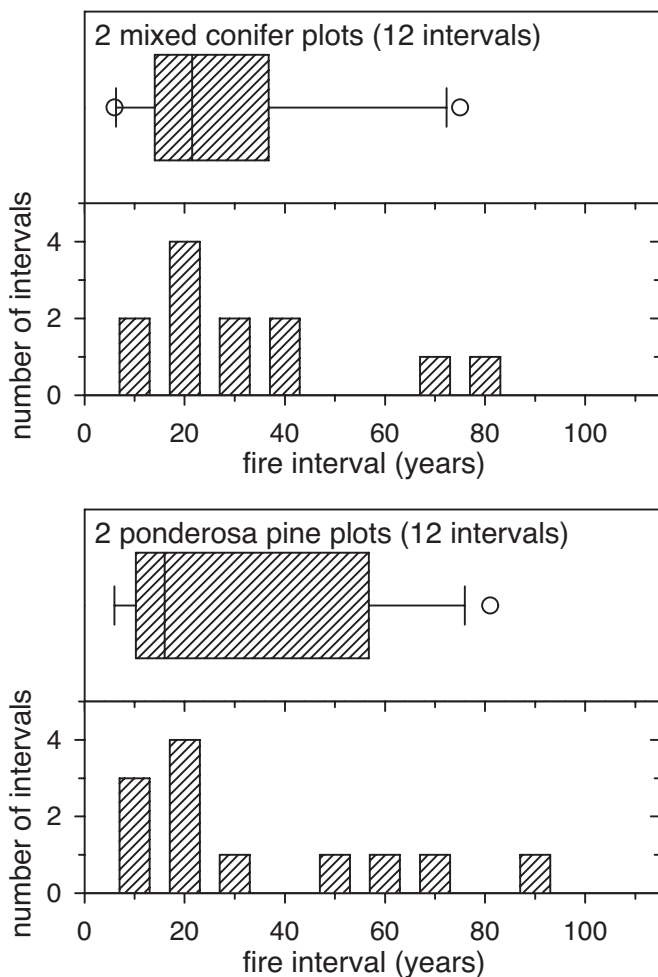 2 mixed conifer plots (12 intervals)
number of intervals
4
2
0
0 20 40 60 80 100
fire interval (years)
2 ponderosa pine plots (12 intervals)
number of intervals
4
2
0
0 20 40 60 80 100
fire interval (years)